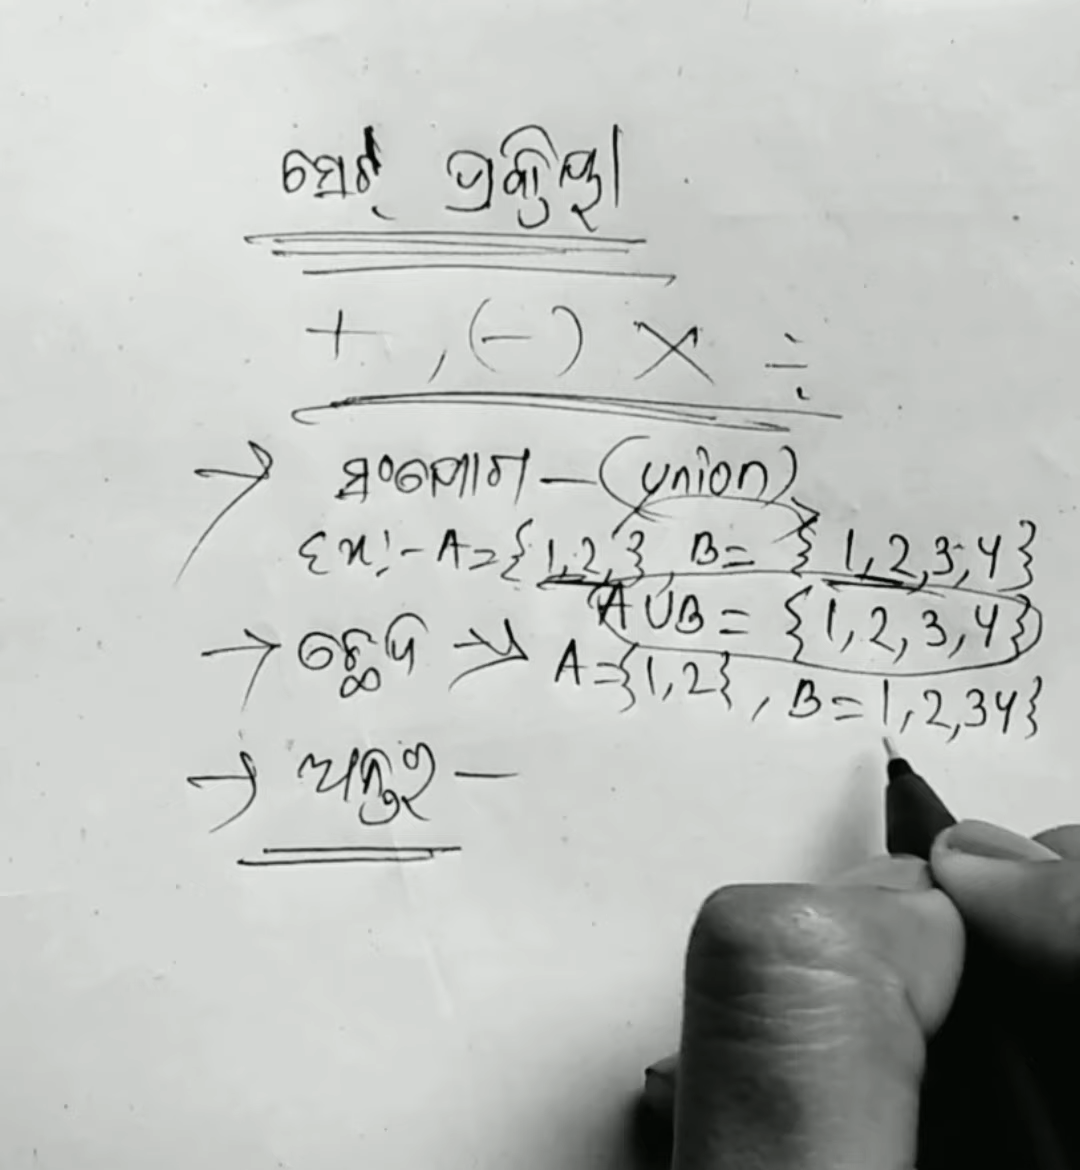 ସେଟ୍ ପ୍ରକ୍ରିୟା
+ , (-) × ÷
→ ସଂଯୋଗ - (union)
Ex:- A={1,2,} B= { 1,2,3,4}
AUB = {1,2,3,4}
→ ଛେଦ → A={1,2}, B=1,2,34}
→ ଅନ୍ତର -